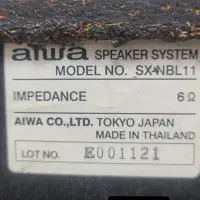 aiwa SPEAKER SYSTEM
MODEL NO. SX-NBL11
IMPEDANCE 6Ω
AIWA CO.,LTD. TOKYO JAPAN
MADE IN THAILAND
LOT NO. E001121